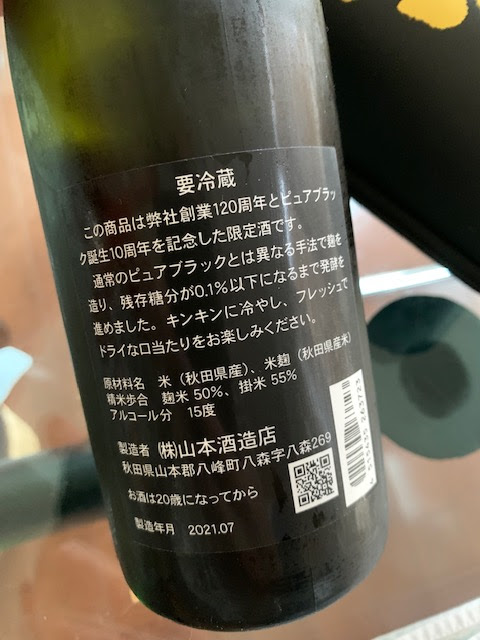 要冷蔵
この商品は弊社創業120周年とピュアブラッ
ク誕生10周年を記念した限定酒です。
通常のピュアブラックとは異なる手法で麹を
造り、残存糖分が0.1%以下になるまで発酵を
進めました。キンキンに冷やし、フレッシュで
ドライな口当たりをお楽しみください。
原材料名 米（秋田県産）、米麹（秋田県産米）
精米歩合 麹米 50%、掛米 55%
アルコール分 15度
製造者 ㈱山本酒造店
秋田県山本郡八峰町八森字八森269
お酒は20歳になってから
製造年月 2021.07